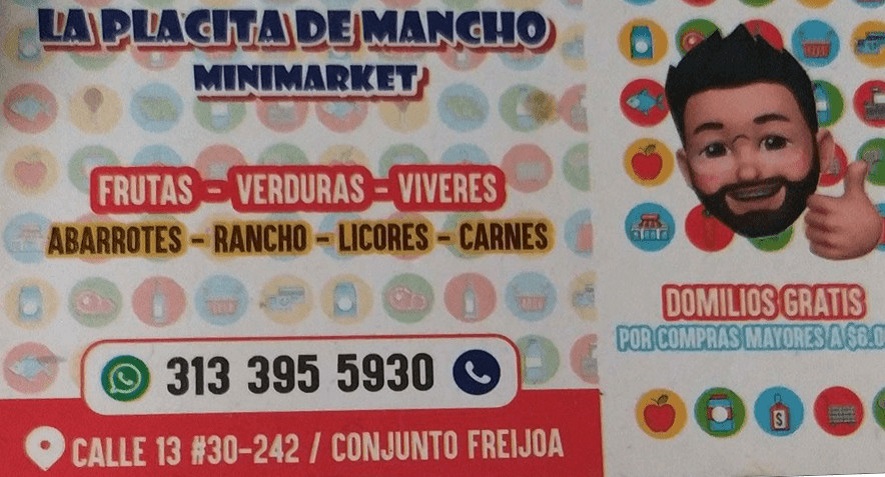 LA PLACITA DE MANCHO
MINIMARKET
FRUTAS - VERDURAS - VIVERES
ABARROTES - RANCHO - LICORES - CARNES
313 395 5930
CALLE 13 #30-242 / CONJUNTO FREIJOA
DOMILIOS GRATIS
POR COMPRAS MAYORES A